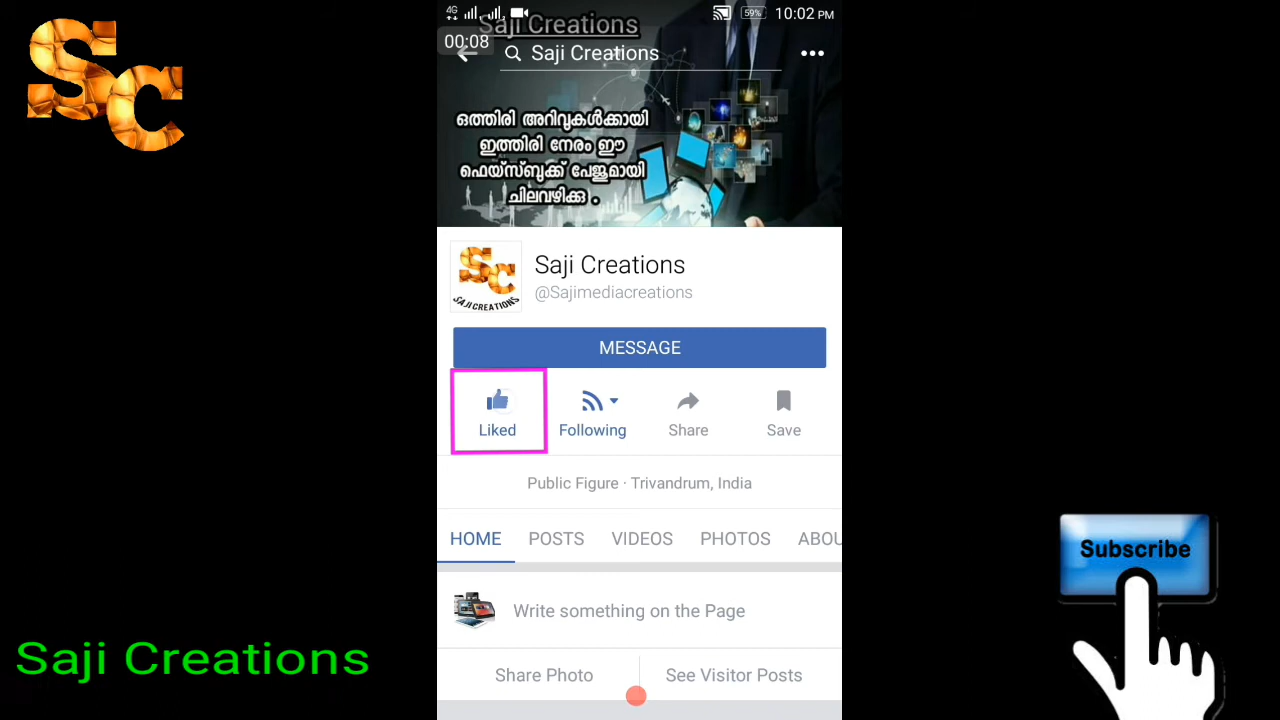 SC
4G
59%
10:02 PM
Saji Creations
00:08
Saji Creations
ഒത്തിരി അറിവുകൾക്കായി
ഇത്തിരി നേരം ഈ
ഫെയ്സ്ബുക്ക് പേജുമായി
ചിലവഴിക്കു .
SC
SAJI CREATIONS
Saji Creations
@Sajimediacreations
MESSAGE
Liked
Following
Share
Save
Public Figure · Trivandrum, India
HOME POSTS VIDEOS PHOTOS ABOU
Write something on the Page
Share Photo
See Visitor Posts
Saji Creations
Subscribe